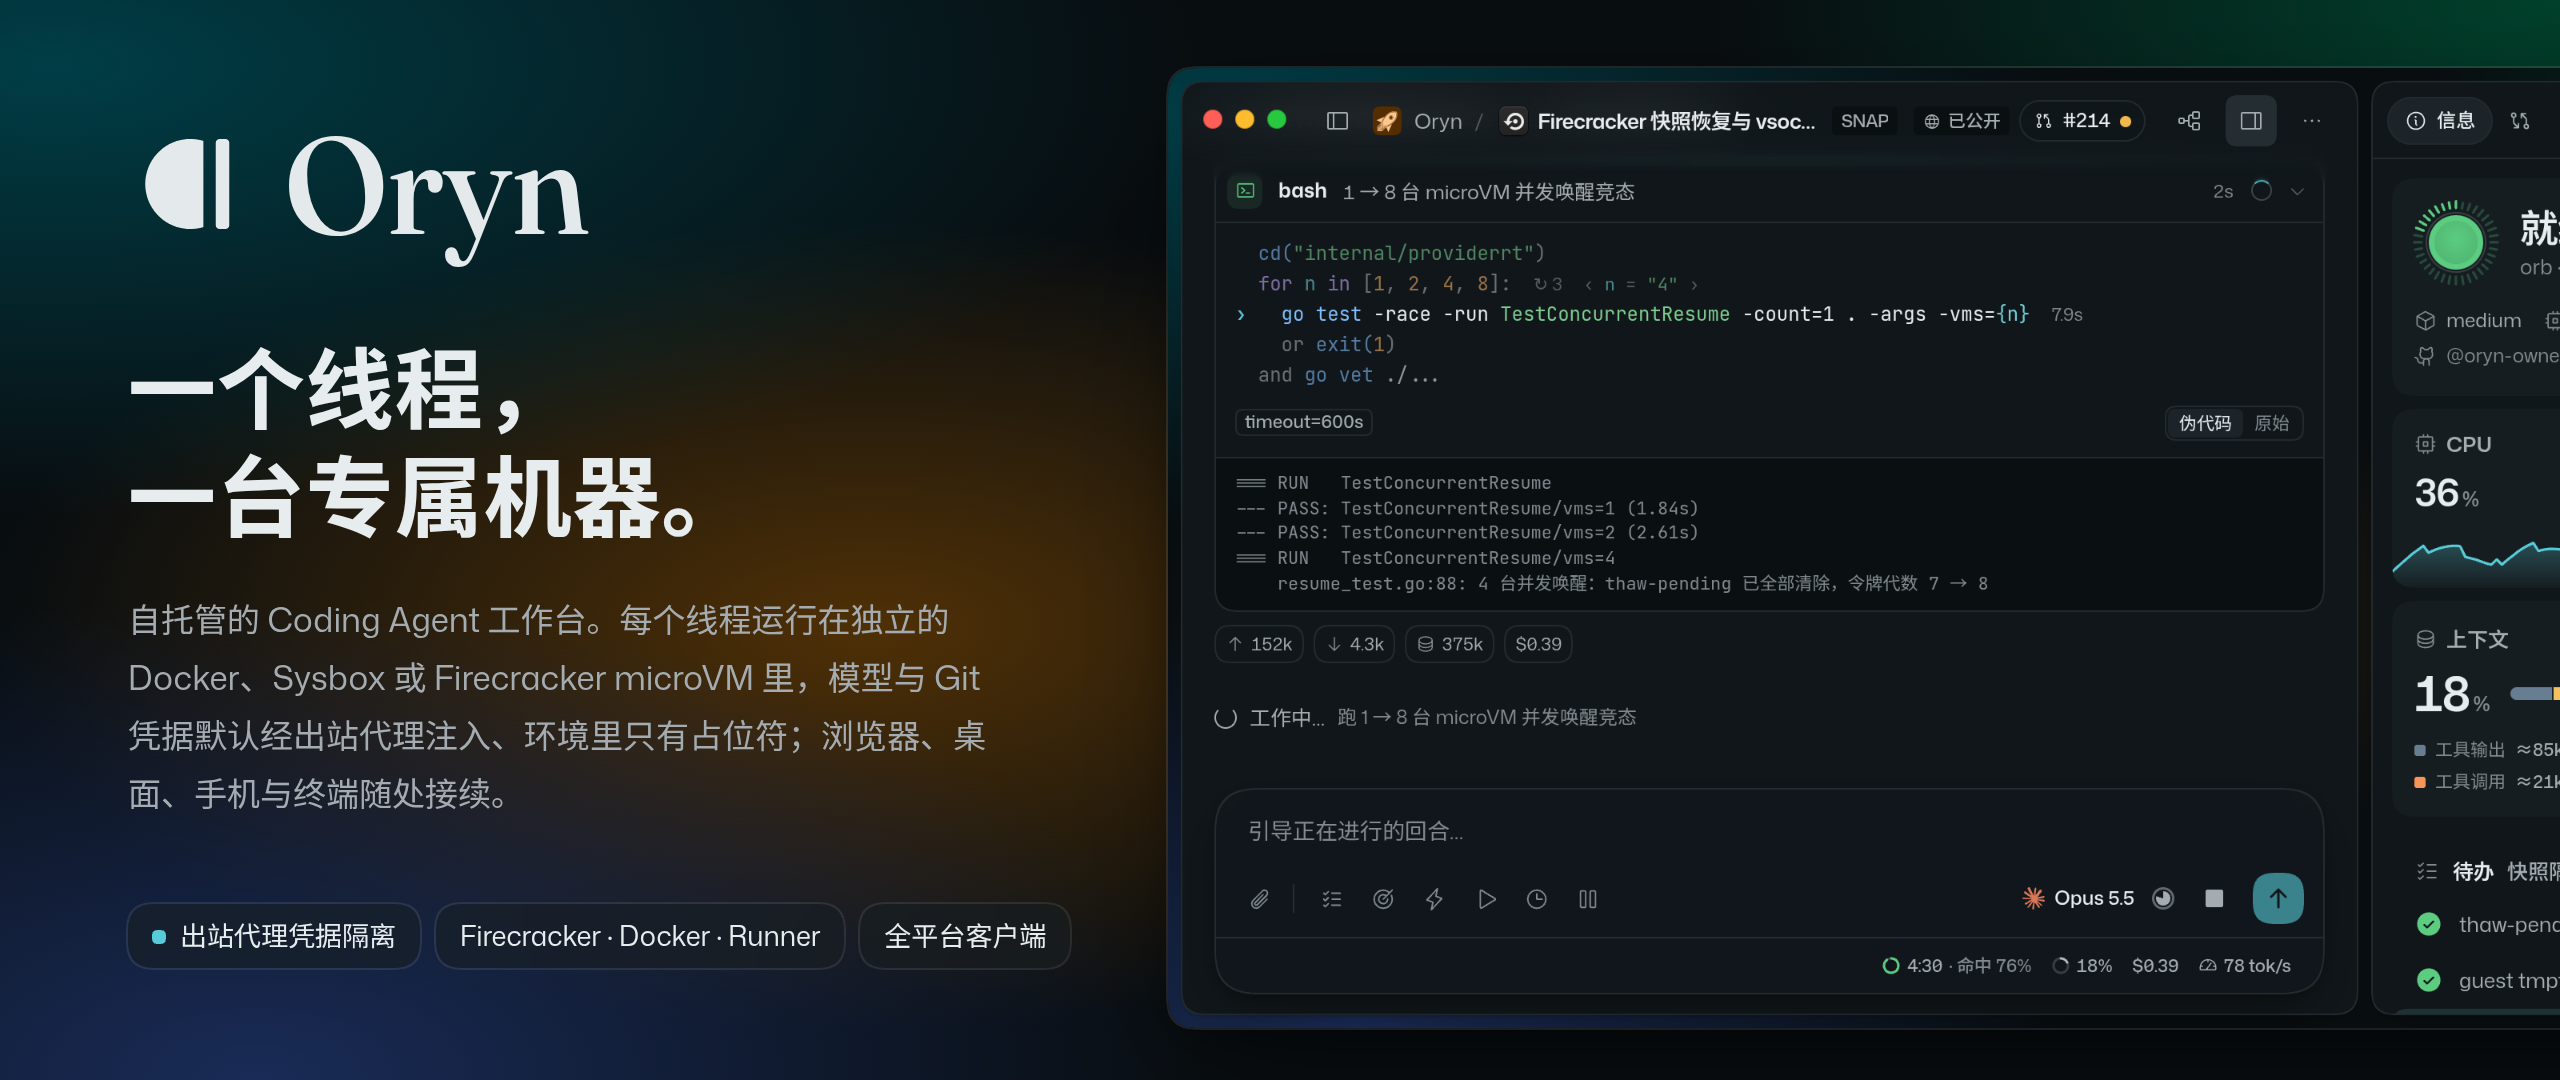 Oryn
一个线程，
一台专属机器。
自托管的 Coding Agent 工作台。每个线程运行在独立的
Docker、Sysbox 或 Firecracker microVM 里，模型与 Git
凭据默认经出站代理注入、环境里只有占位符；浏览器、桌
面、手机与终端随处接续。
出站代理凭据隔离
Firecracker · Docker · Runner
全平台客户端
Oryn / Firecracker 快照恢复与 vsoc... SNAP 已公开 #214
bash 1 → 8 台 microVM 并发唤醒竞态 2s
cd("internal/providerrt")
for n in [1, 2, 4, 8]: ↻ 3 ‹ n = "4" ›
› go test -race -run TestConcurrentResume -count=1 . -args -vms={n} 7.9s
or exit(1)
and go vet ./...
timeout=600s 伪代码 原始
=== RUN TestConcurrentResume
--- PASS: TestConcurrentResume/vms=1 (1.84s)
--- PASS: TestConcurrentResume/vms=2 (2.61s)
=== RUN TestConcurrentResume/vms=4
resume_test.go:88: 4 台并发唤醒: thaw-pending 已全部清除，令牌代数 7 → 8
↑ 152k ↓ 4.3k 375k $0.39
工作中... 跑 1 → 8 台 microVM 并发唤醒竞态
引导正在进行的回合...
Opus 5.5
4:30 · 命中 76% 18% $0.39 78 tok/s
信息
orb ·
medium
@oryn-owne
CPU
36%
上下文
18%
工具输出 ≈85k
工具调用 ≈21k
待办 快照隔
thaw-pend
guest tmp